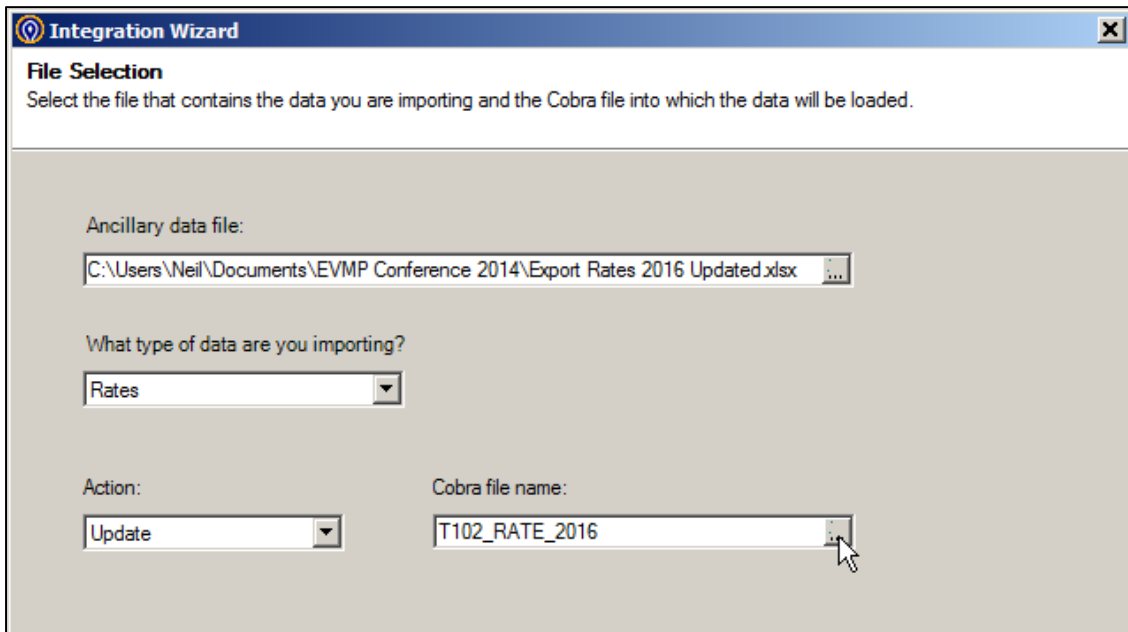 Integration Wizard
File Selection
Select the file that contains the data you are importing and the Cobra file into which the data will be loaded.
Ancillary data file:
C:\Users\Neil\Documents\EVMP Conference 2014\Export Rates 2016 Updated.xlsx ...
What type of data are you importing?
Rates
Action:
Cobra file name:
Update
T102_RATE_2016 ...